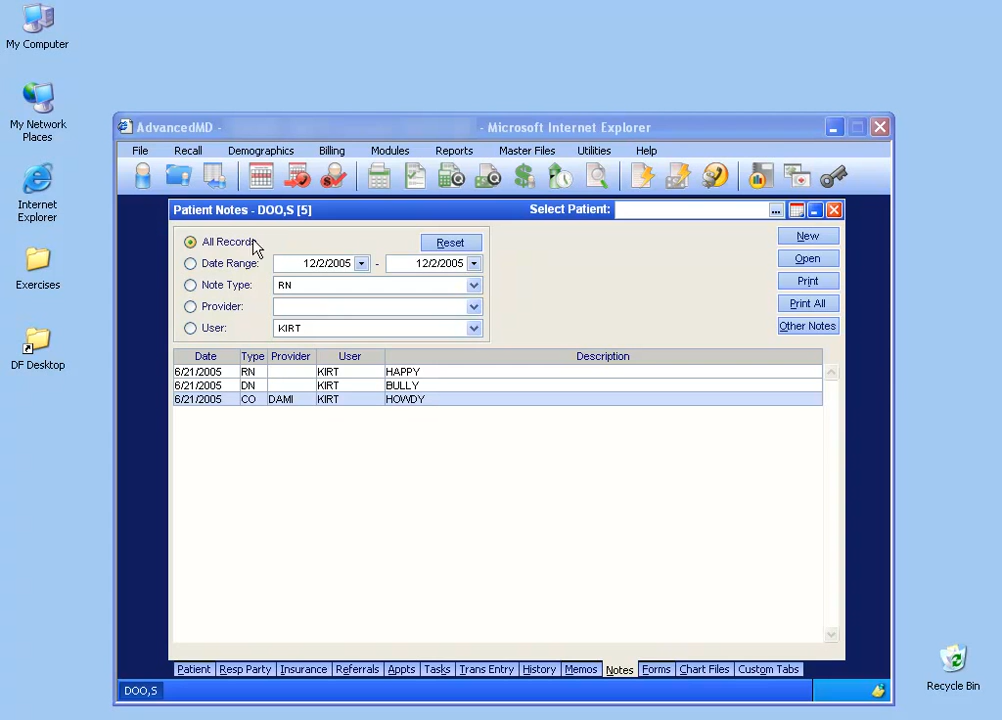 My Computer
My Network
Places
Internet
Explorer
Exercises
DF Desktop
Recycle Bin
AdvancedMD - - Microsoft Internet Explorer
File Recall Demographics Billing Modules Reports Master Files Utilities Help
Patient Notes - DOO,S [5] Select Patient: ...
All Records Reset New
Date Range: 12/2/2005 - 12/2/2005 Open
Note Type: RN Print
Provider: Print All
User: KIRT Other Notes
Date Type Provider User Description
6/21/2005 RN KIRT HAPPY
6/21/2005 DN KIRT BULLY
6/21/2005 CO DAMI KIRT HOWDY
Patient Resp Party Insurance Referrals Appts Tasks Trans Entry History Memos Notes Forms Chart Files Custom Tabs
DOO,S